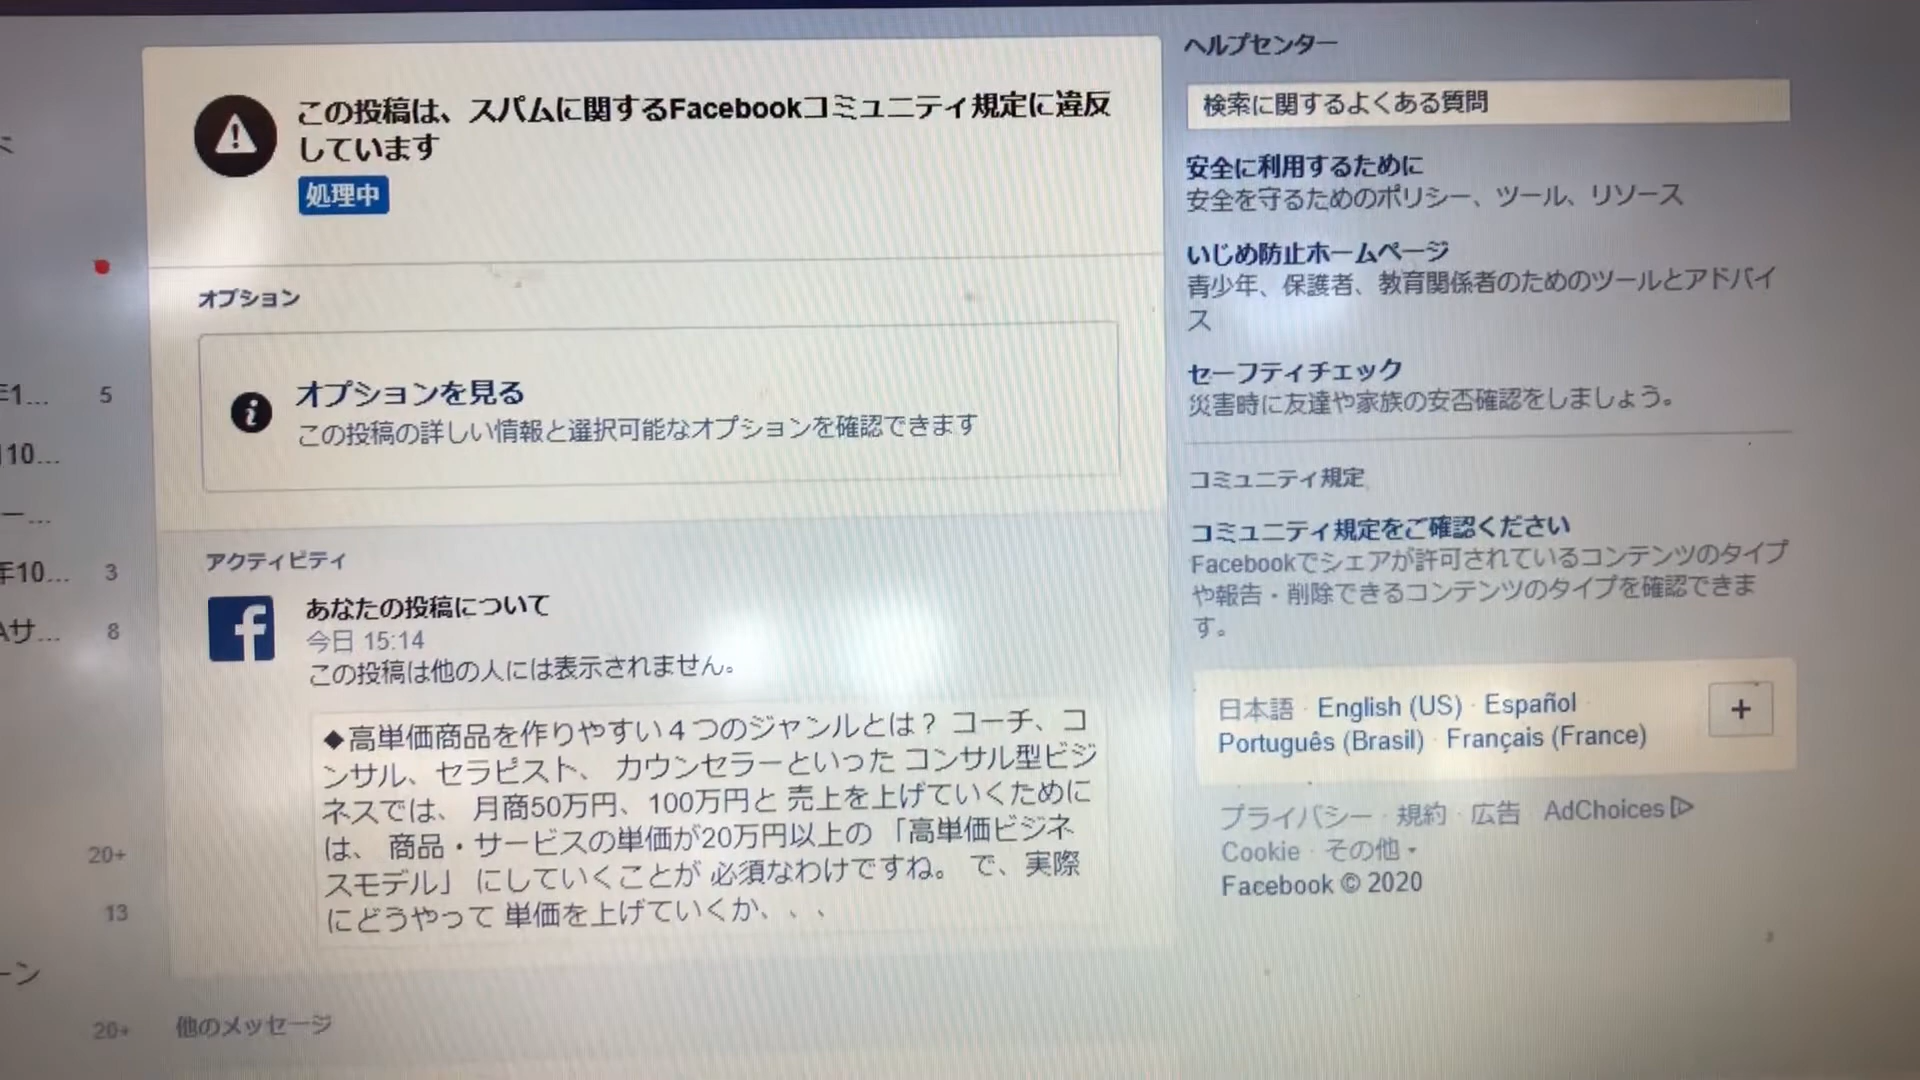 この投稿は、スパムに関するFacebookコミュニティ規定に違反
しています
処理中
オプション
オプションを見る
この投稿の詳しい情報と選択可能なオプションを確認できます
アクティビティ
あなたの投稿について
今日 15:14
この投稿は他の人には表示されません。
◆高単価商品を作りやすい４つのジャンルとは？ コーチ、コ
ンサル、セラピスト、 カウンセラーといった コンサル型ビジ
ネスでは、 月商50万円、100万円と 売上を上げていくために
は、 商品・サービスの単価が20万円以上の 「高単価ビジネ
スモデル」 にしていくことが 必須なわけですね。 で、実際
にどうやって 単価を上げていくか、、、
他のメッセージ
1... 5
10...
ー...
年10... 3
Aサ... 8
20+
13
ーン
20+
ヘルプセンター
検索に関するよくある質問
安全に利用するために
安全を守るためのポリシー、ツール、リソース
いじめ防止ホームページ
青少年、保護者、教育関係者のためのツールとアドバイ
ス
セーフティチェック
災害時に友達や家族の安否確認をしましょう。
コミュニティ規定
コミュニティ規定をご確認ください
Facebookでシェアが許可されているコンテンツのタイプ
や報告・削除できるコンテンツのタイプを確認できま
す。
日本語 · English (US) · Español ·
Português (Brasil) · Français (France)
+
プライバシー · 規約 · 広告 · AdChoices
Cookie · その他
Facebook © 2020